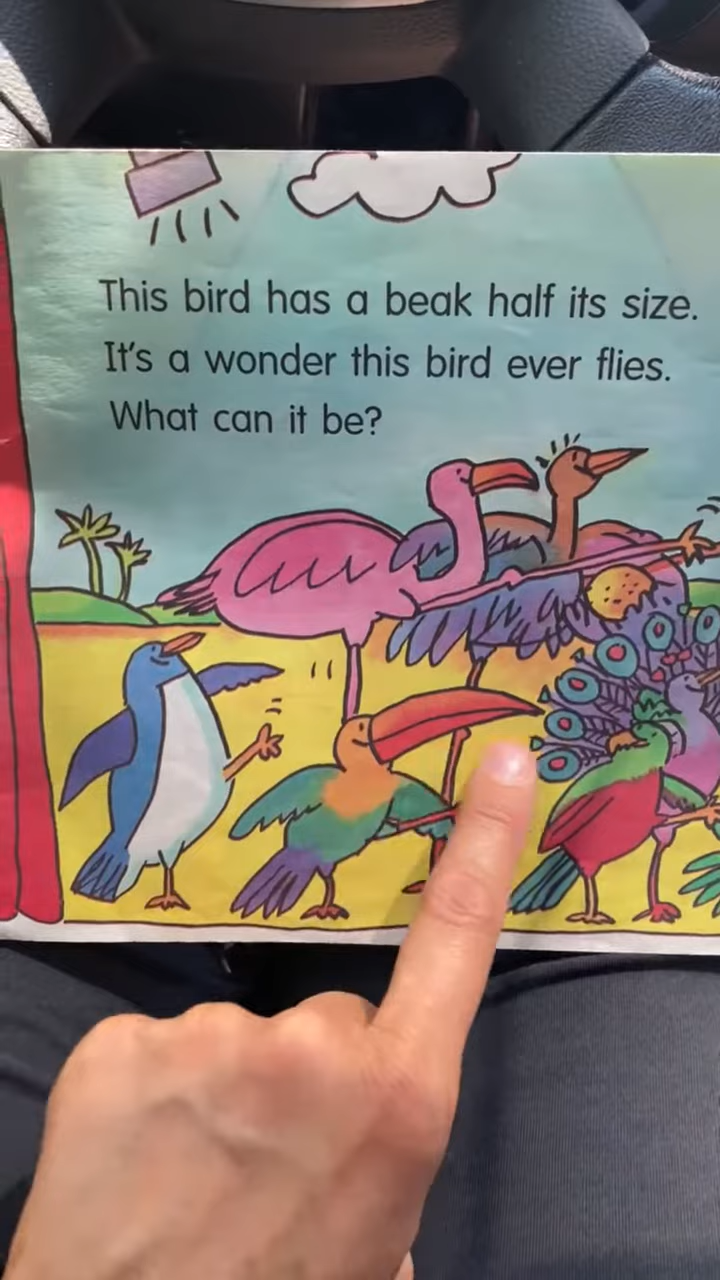 This bird has a beak half its size.
It's a wonder this bird ever flies.
What can it be?